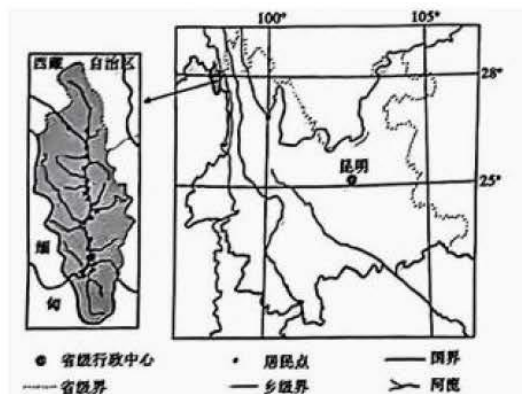 100°
105°
西藏 自治区
28°
昆明
25°
缅
甸
省级行政中心
居民点
国界
省级界
乡级界
河流